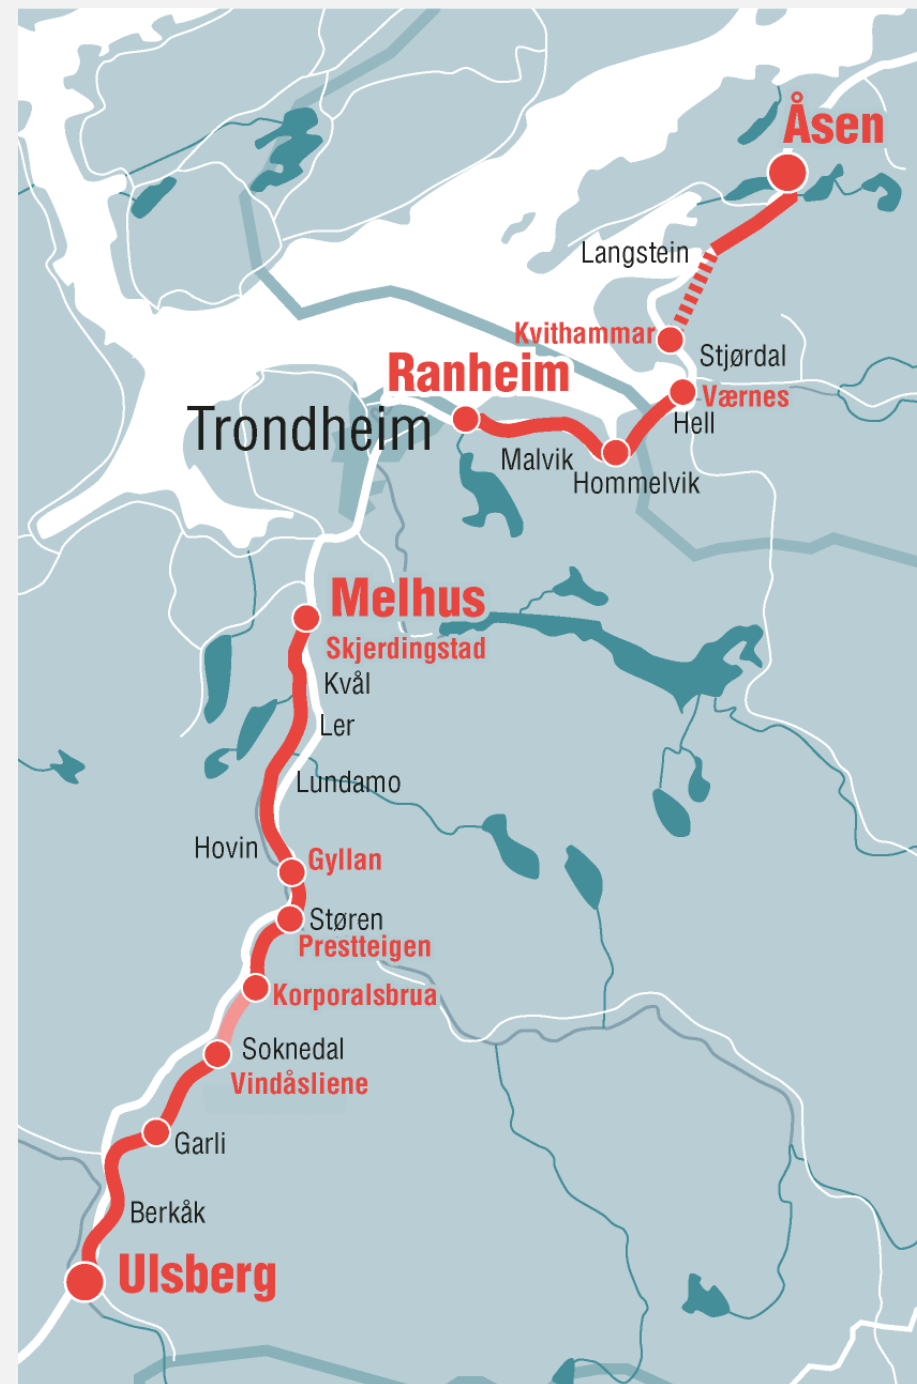 Åsen
Langstein
Kvithammar
Stjørdal
Ranheim
Værnes
Trondheim
Hell
Malvik
Hommelvik
Melhus
Skjerdingstad
Kvål
Ler
Lundamo
Hovin
Gyllan
Støren
Prestteigen
Korporalsbrua
Soknedal
Vindåsliene
Garli
Berkåk
Ulsberg